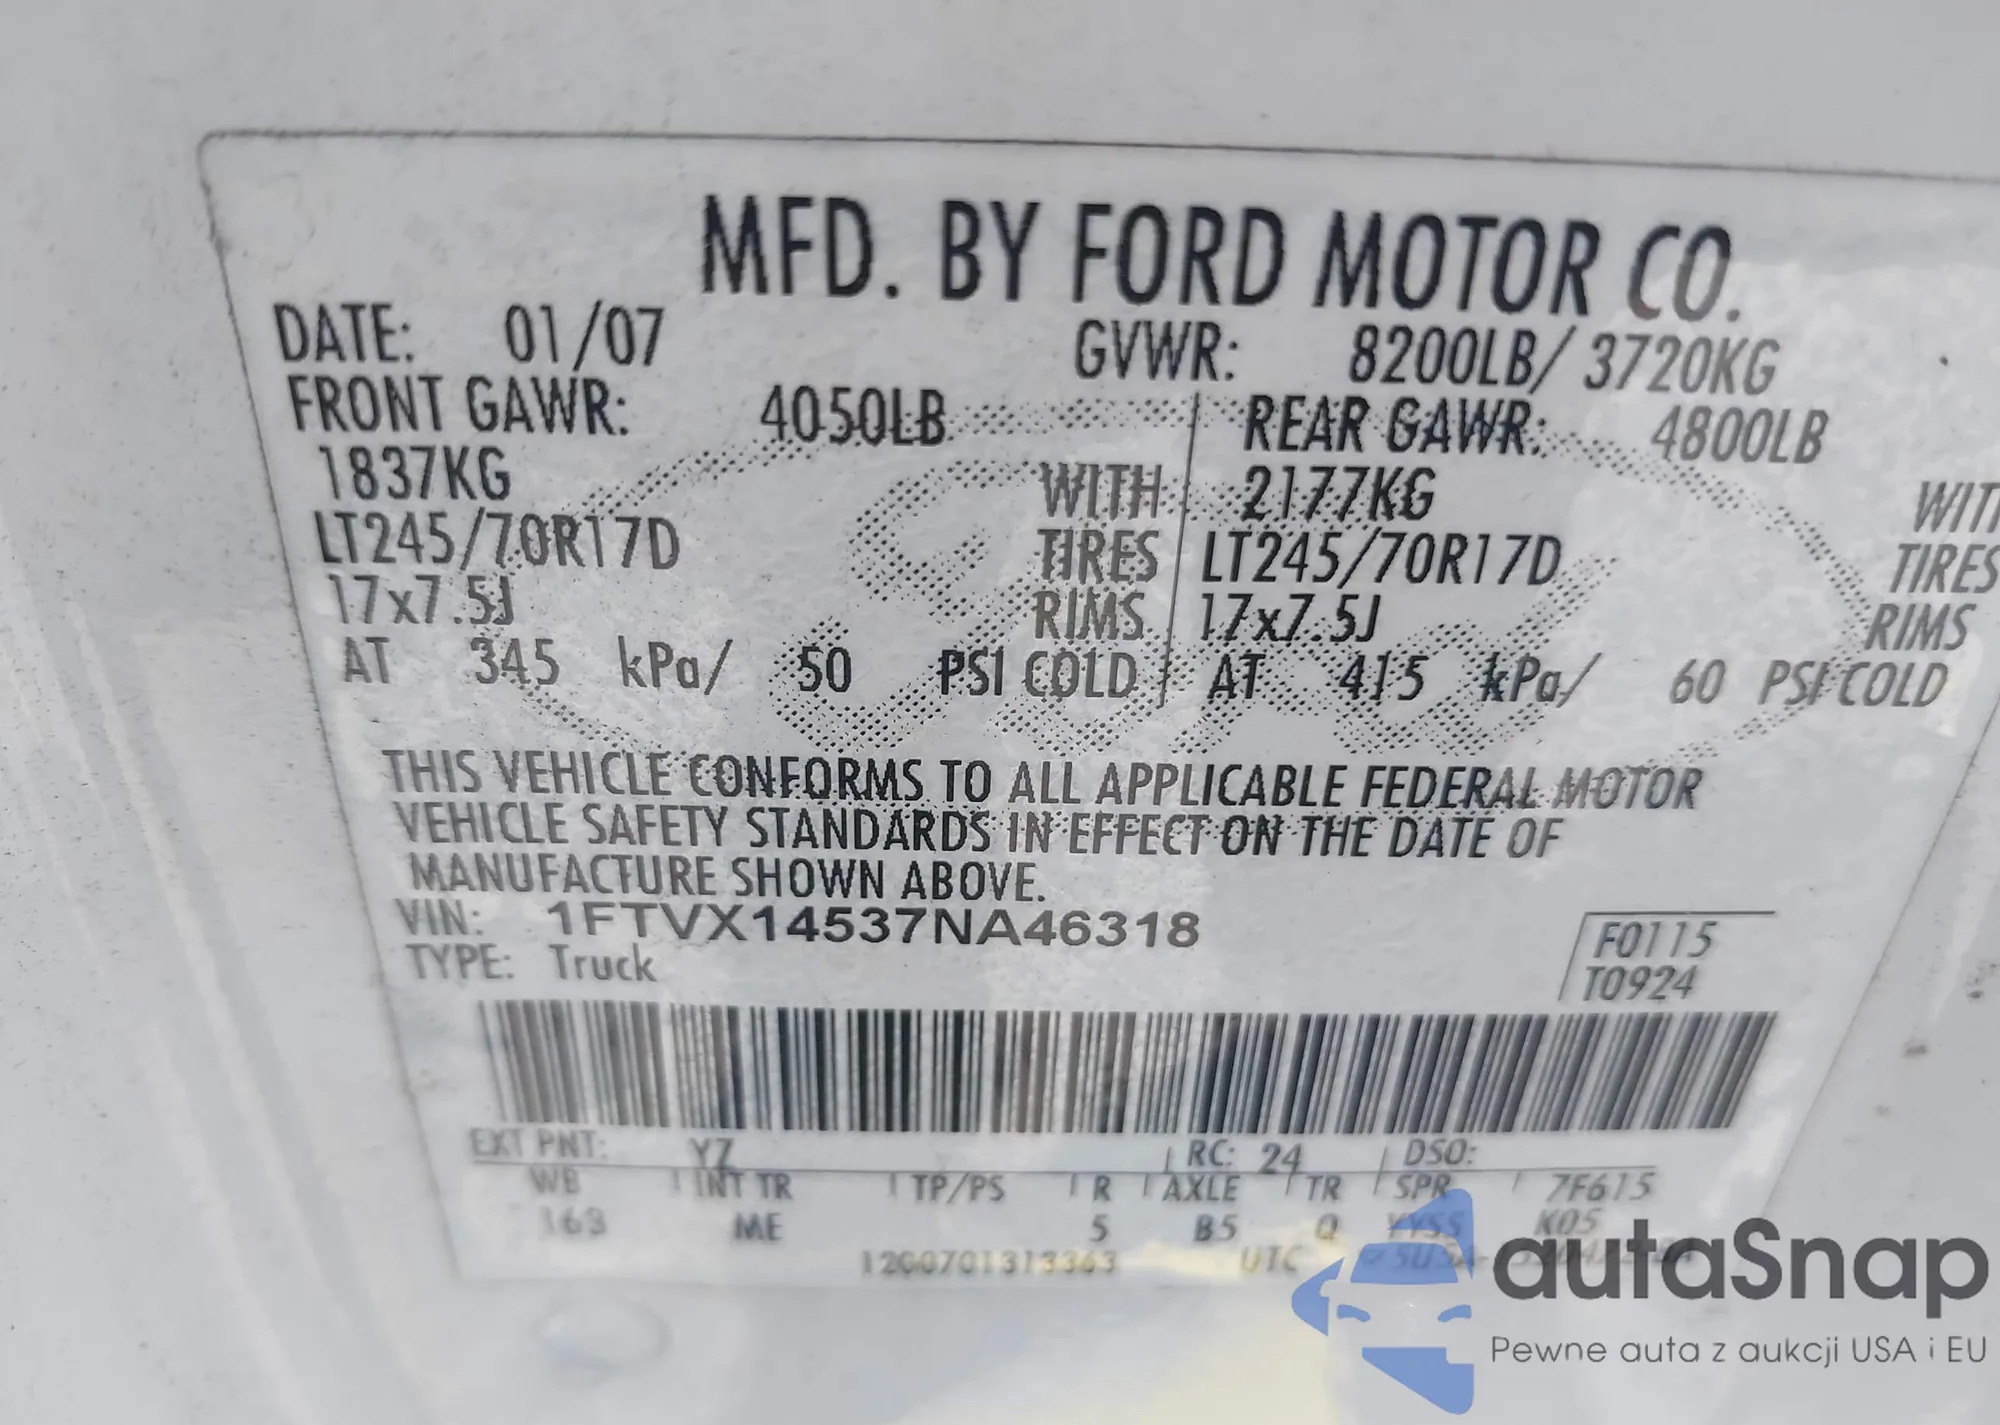 MFD. BY FORD MOTOR CO.
DATE: 01/07 GVWR: 8200LB/ 3720KG
FRONT GAWR: 4050LB REAR GAWR: 4800LB
1837KG WITH 2177KG WITH
LT245/70R17D TIRES LT245/70R17D TIRES
17x7.5J RIMS 17x7.5J RIMS
AT 345 kPa/ 50 PSI COLD AT 415 kPa/ 60 PSI COLD
THIS VEHICLE CONFORMS TO ALL APPLICABLE FEDERAL MOTOR
VEHICLE SAFETY STANDARDS IN EFFECT ON THE DATE OF
MANUFACTURE SHOWN ABOVE.
VIN: 1FTVX14537NA46318
TYPE: Truck
F0115
T0924
EXT PNT: YZ RC: 24 DSO:
WB INT TR TP/PS R AXLE TR SPR 7F615
163 ME 5 B5 Q YYSS K05
1200701313363 UTC
autaSnap
Pewne auta z aukcji USA i EU